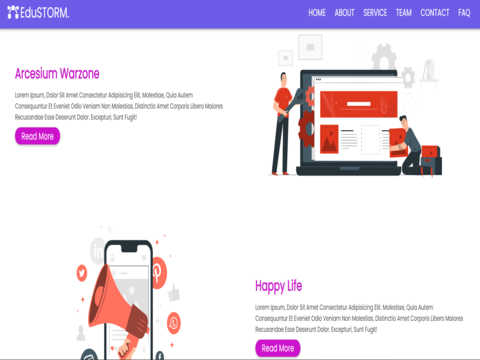 EduSTORM.
HOME ABOUT SERVICE TEAM CONTACT FAQ
Arcesium Warzone
Lorem Ipsum, Dolor Sit Amet Consectetur Adipisicing Elit. Molestiae, Quia Autem
Consequuntur Et Eveniet Odio Veniam Non Molestias, Distinctio Amet Corporis Libero Maiores
Recusandae Esse Deserunt Dolor. Excepturi, Sunt Fugit!
Read More
Happy Life
Lorem Ipsum, Dolor Sit Amet Consectetur Adipisicing Elit. Molestiae, Quia Autem
Consequuntur Et Eveniet Odio Veniam Non Molestias, Distinctio Amet Corporis Libero Maiores
Recusandae Esse Deserunt Dolor. Excepturi, Sunt Fugit!
Read More